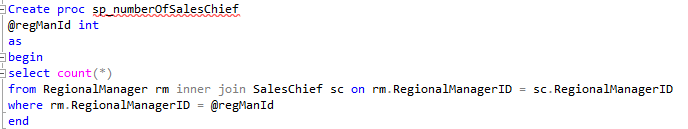 Create proc sp_numberOfSalesChief
@regManId int
as
begin
select count(*)
from RegionalManager rm inner join SalesChief sc on rm.RegionalManagerID = sc.RegionalManagerID
where rm.RegionalManagerID = @regManId
end